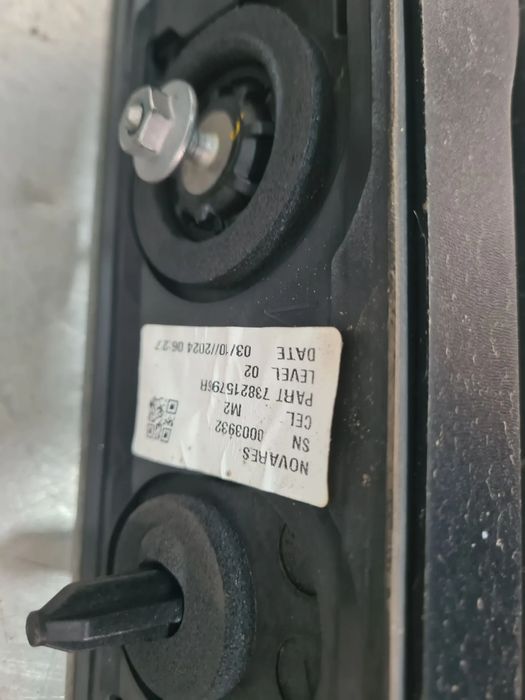 NOVARES
SN 0003932
CEL M2
PART 738215796R
LEVEL 02
DATE 03/10//2024 06:27